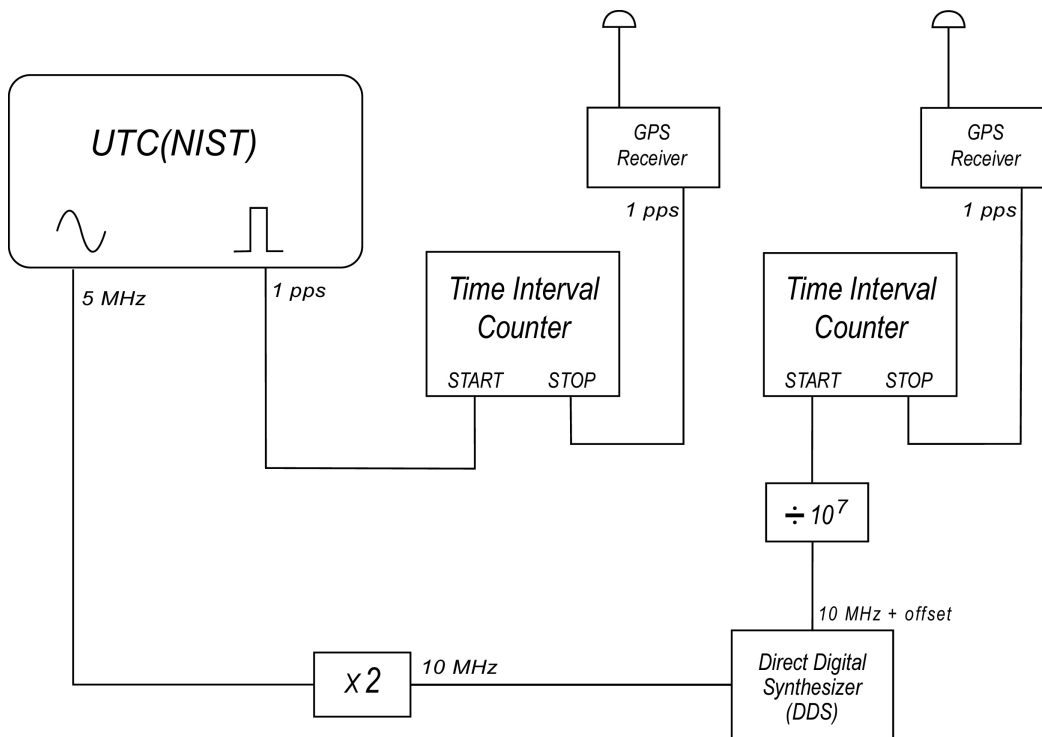 UTC(NIST)
5 MHz
1 pps
GPS
Receiver
1 pps
Time Interval
Counter
START STOP
GPS
Receiver
1 pps
Time Interval
Counter
START STOP
÷ 10⁷
10 MHz + offset
X 2
10 MHz
Direct Digital
Synthesizer
(DDS)